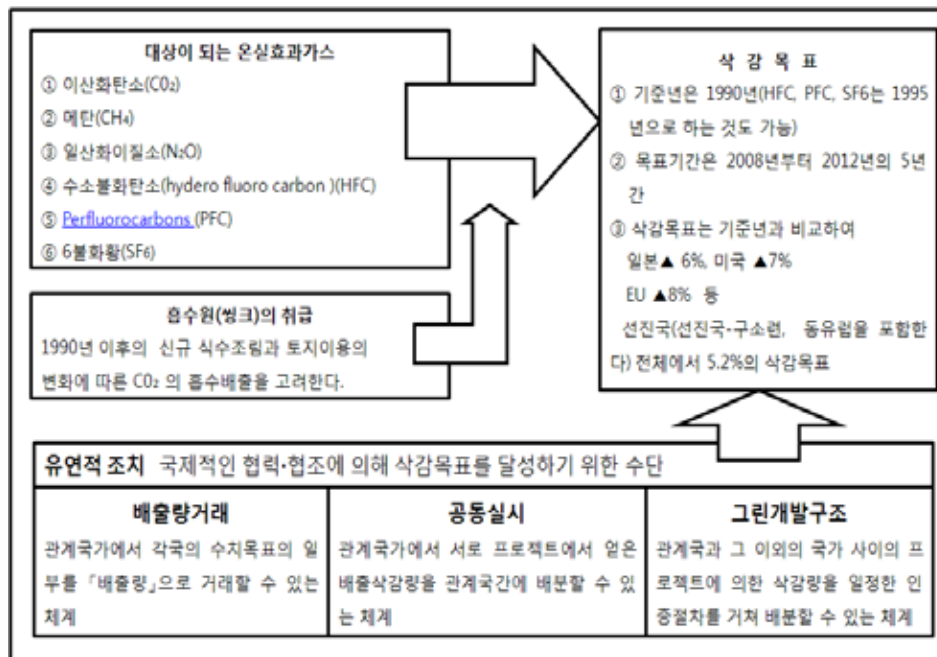 대상이 되는 온실효과가스
① 이산화탄소(C0₂)
② 메탄(CH₄)
③ 일산화이질소(N₂O)
④ 수소불화탄소(hydero fluoro carbon )(HFC)
⑤ Perfluorocarbons (PFC)
⑥ 6불화황(SF₆)
흡수원(씽크)의 취급
1990년 이후의 신규 식수조림과 토지이용의
변화에 따른 C0₂ 의 흡수배출을 고려한다.
삭 감 목 표
① 기준년은 1990년(HFC, PFC, SF6는 1995
년으로 하는 것도 가능)
② 목표기간은 2008년부터 2012년의 5년
간
③ 삭감목표는 기준년과 비교하여
일본▲ 6%, 미국 ▲7%
EU ▲8% 등
선진국(선진국·구소련, 동유럽을 포함한
다) 전체에서 5.2%의 삭감목표
유연적 조치 국제적인 협력·협조에 의해 삭감목표를 달성하기 위한 수단
배출량거래
관계국가에서 각국의 수치목표의 일
부를 「배출량」으로 거래할 수 있는
체계
공동실시
관계국가에서 서로 프로젝트에서 얻은
배출삭감량을 관계국간에 배분할 수 있
는 체계
그린개발구조
관계국과 그 이외의 국가 사이의 프
로젝트에 의한 삭감량을 일정한 인
증절차를 거쳐 배분할 수 있는 체계